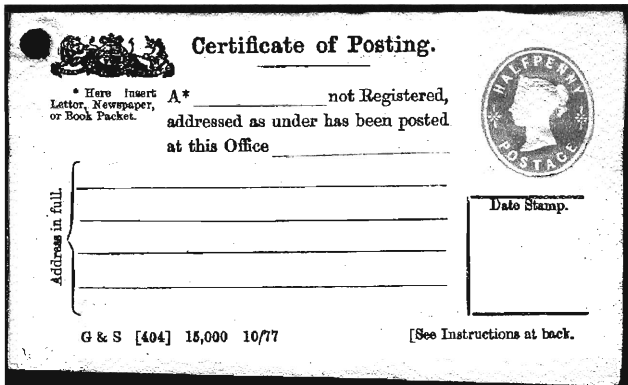 Certificate of Posting.
* Here Insert
Letter, Newspaper,
or Book Packet.
A* not Registered,
addressed as under has been posted
at this Office
HALFPENNY
POSTAGE
Address in full.
Date Stamp.
G & S [404] 15,000 10/77
[See Instructions at back.